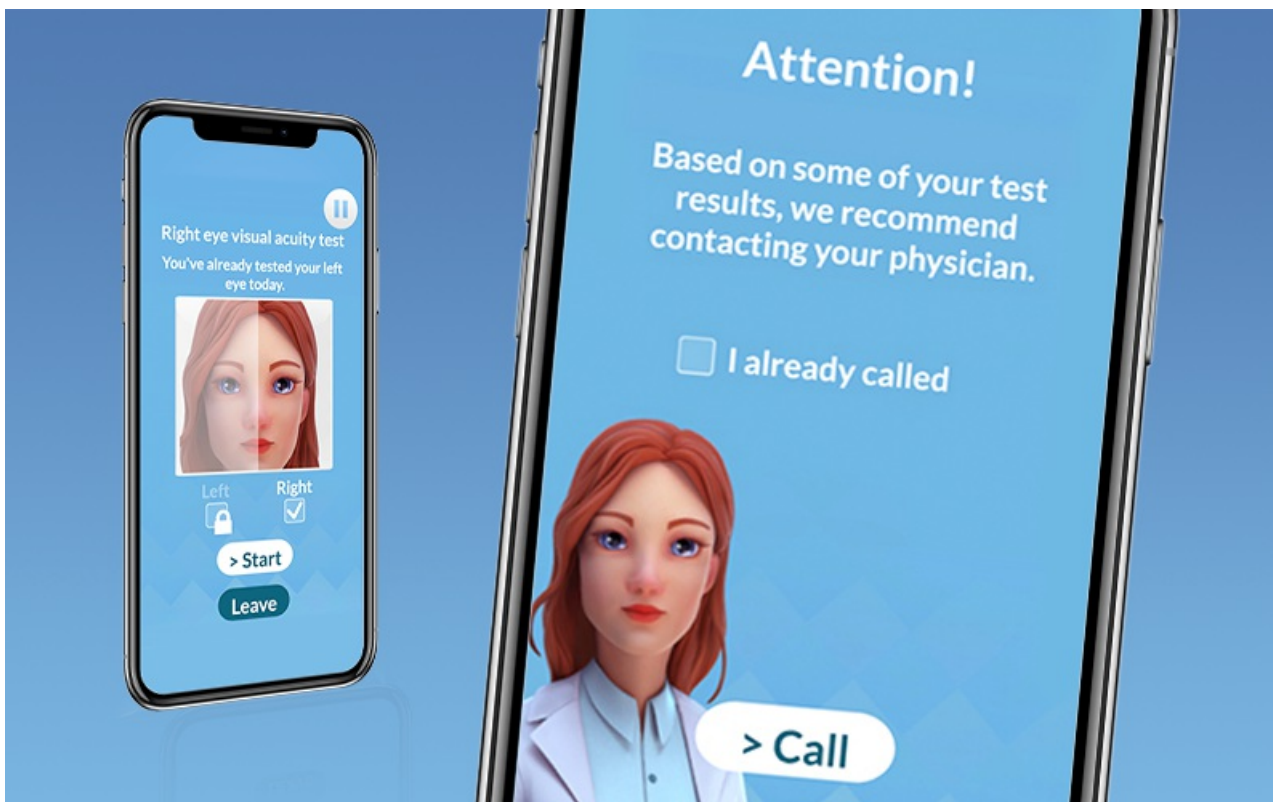 Right eye visual acuity test
You've already tested your left
eye today.
Left
Right
> Start
Leave
Attention!
Based on some of your test
results, we recommend
contacting your physician.
I already called
> Call